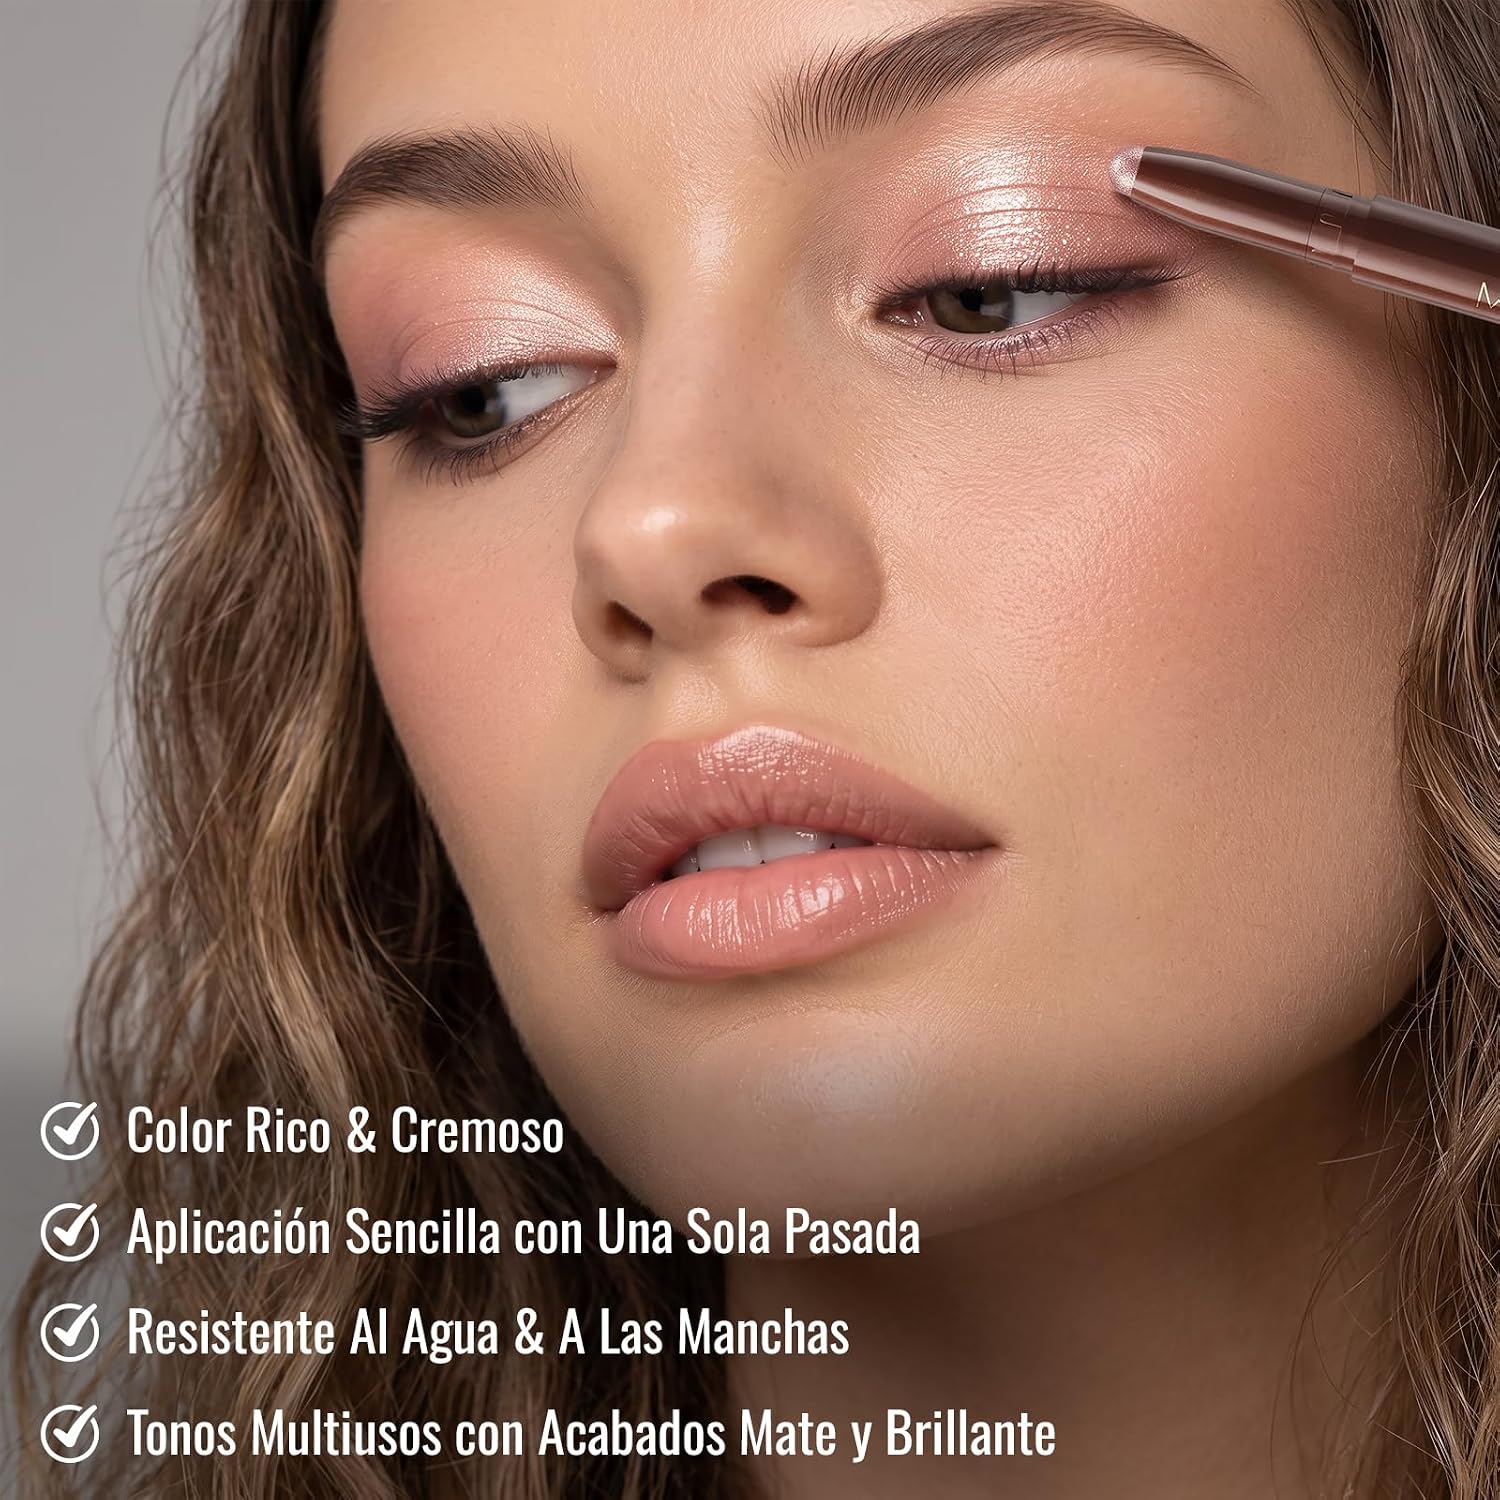 Color Rico & Cremoso
Aplicación Sencilla con Una Sola Pasada
Resistente Al Agua & A Las Manchas
Tonos Multiusos con Acabados Mate y Brillante